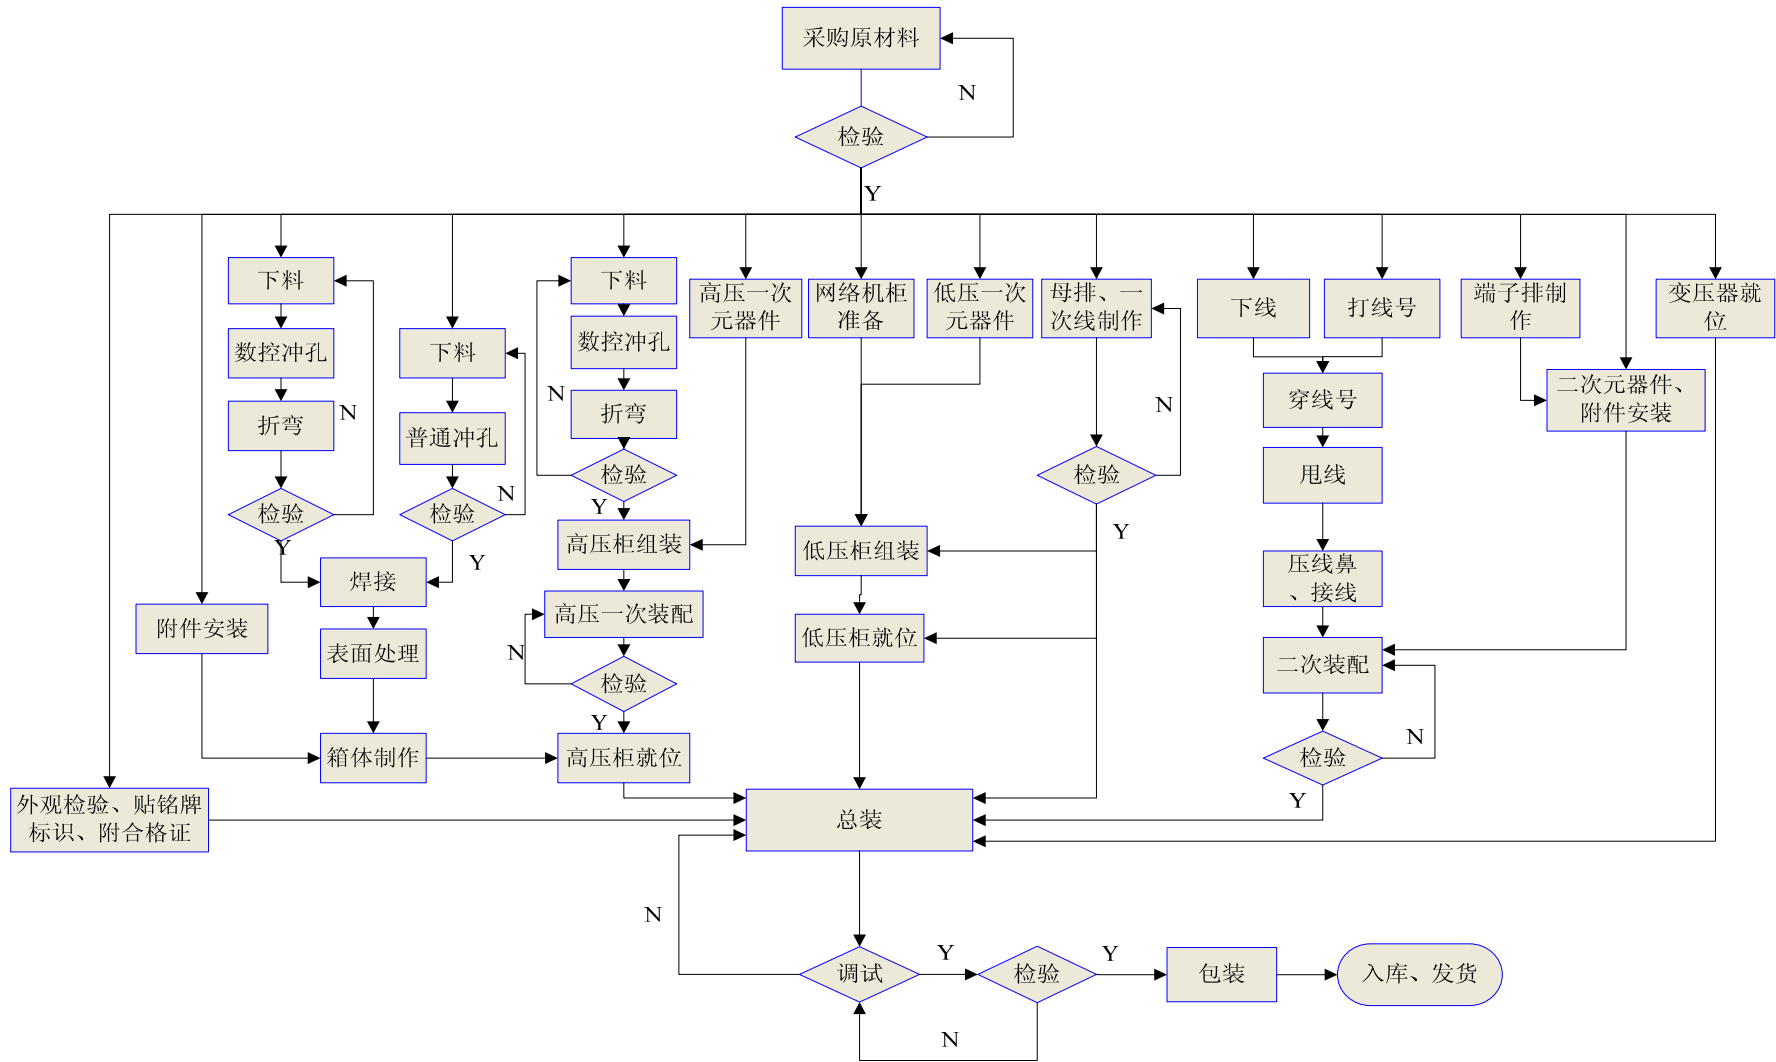 采购原材料
N
检验
Y
下料
数控冲孔
折弯
N
检验
Y
下料
普通冲孔
N
检验
Y
焊接
表面处理
附件安装
箱体制作
外观检验、贴铭牌
标识、附合格证
下料
数控冲孔
N
折弯
检验
Y
高压一次
元器件
高压柜组装
高压一次装配
N
检验
Y
高压柜就位
网络机柜
准备
低压一次
元器件
母排、一
次线制作
N
检验
Y
低压柜组装
低压柜就位
下线
打线号
穿线号
甩线
压线鼻
、接线
二次装配
N
检验
Y
端子排制
作
二次元器件、
附件安装
变压器就
位
总装
N
调试
Y
检验
Y
N
包装
入库、发货